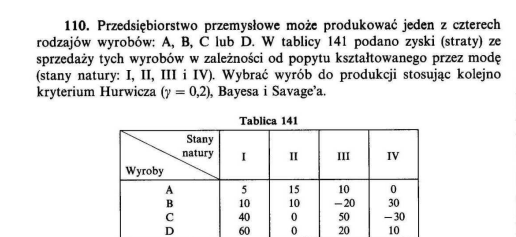 110. Przedsiębiorstwo przemysłowe może produkować jeden z czterech
rodzajów wyrobów: A, B, C lub D. W tablicy 141 podano zyski (straty) ze
sprzedaży tych wyrobów w zależności od popytu kształtowanego przez modę
(stany natury: I, II, III i IV). Wybrać wyrób do produkcji stosując kolejno
kryterium Hurwicza (γ = 0,2), Bayesa i Savage'a.
Tablica 141
Stany natury
Wyroby I II III IV
A 5 15 10 0
B 10 10 −20 30
C 40 0 50 −30
D 60 0 20 10